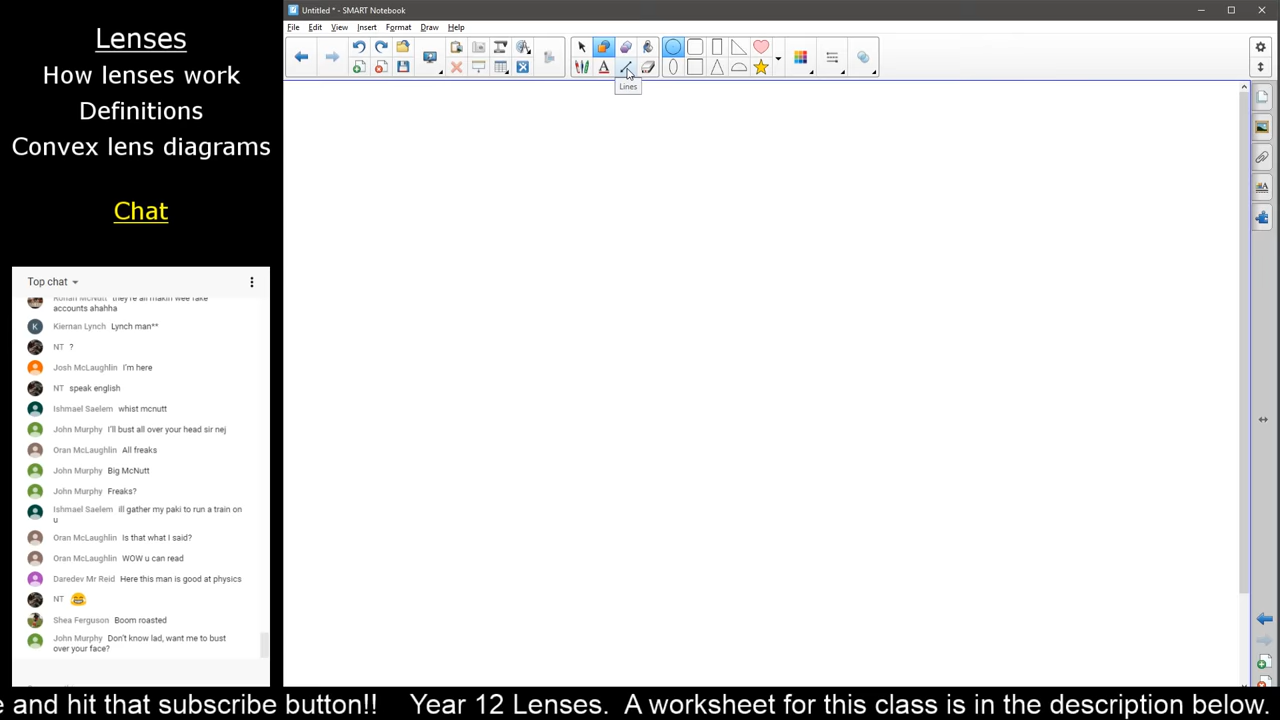 Lenses
How lenses work
Definitions
Convex lens diagrams
Chat
Top chat
Ronan McNutt they're all makin wee fake
accounts ahahha
K Kiernan Lynch Lynch man**
NT ?
Josh McLaughlin I'm here
NT speak english
Ishmael Saelem whist mcnutt
John Murphy I'll bust all over your head sir nej
Oran McLaughlin All freaks
John Murphy Big McNutt
John Murphy Freaks?
Ishmael Saelem ill gather my paki to run a train on
u
Oran McLaughlin Is that what I said?
Oran McLaughlin WOW u can read
Daredev Mr Reid Here this man is good at physics
NT 😂
Shea Ferguson Boom roasted
John Murphy Don't know lad, want me to bust
over your face?
Untitled * - SMART Notebook
File Edit View Insert Format Draw Help
Lines
e and hit that subscribe button!! Year 12 Lenses. A worksheet for this class is in the description below.